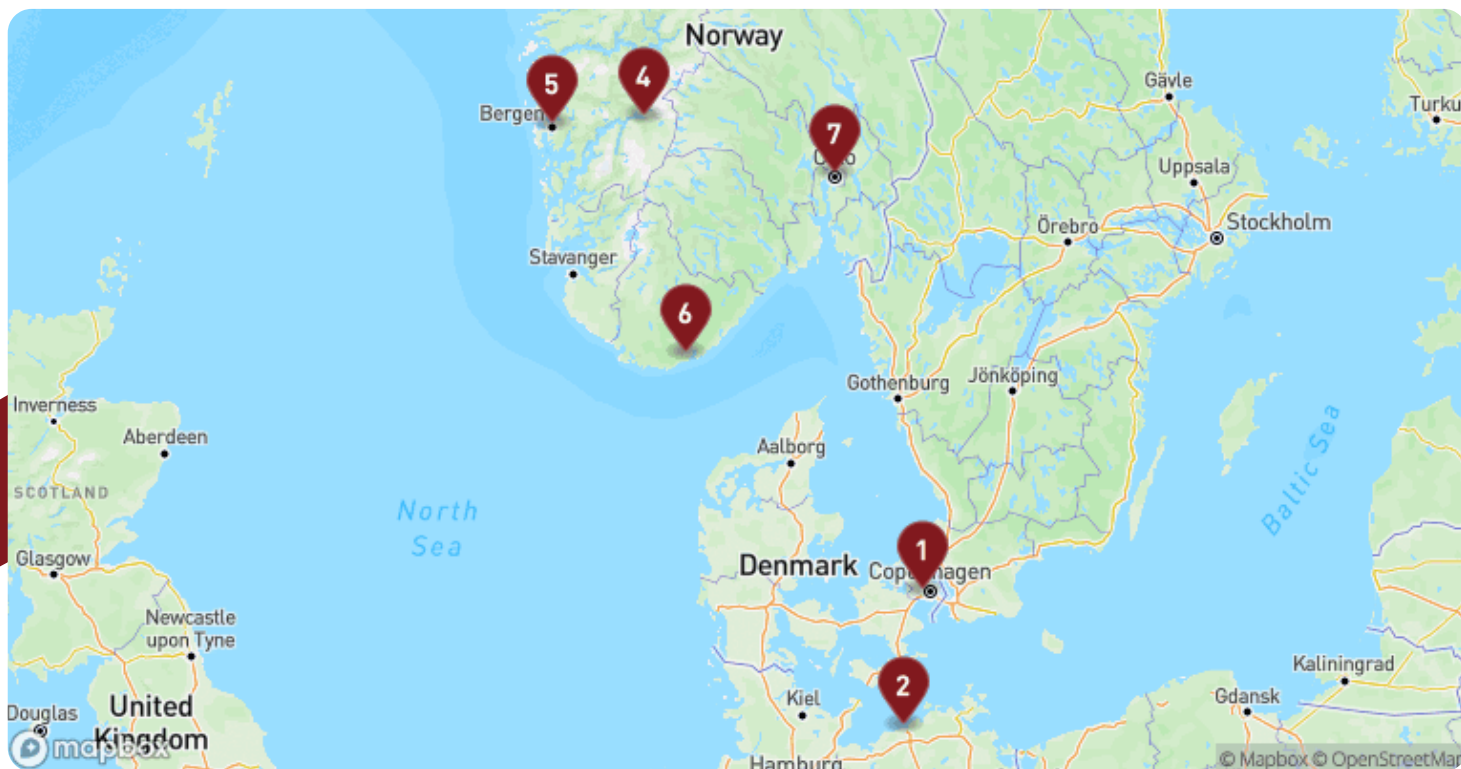 Norway
5
4
Bergen
7
Gävle
Turku
Uppsala
Örebro
Stockholm
Stavanger
6
Gothenburg
Jönköping
Inverness
Aberdeen
Aalborg
SCOTLAND
North
Sea
Baltic Sea
Glasgow
1
Denmark
Newcastle
upon Tyne
Kaliningrad
2
Kiel
Gdansk
United
Kingdom
Douglas
mapbox
Hamburg
© Mapbox © OpenStreetMap